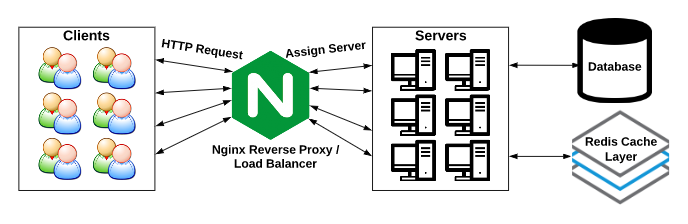 Clients
HTTP Request
N
Assign Server
Nginx Reverse Proxy /
Load Balancer
Servers
Database
Redis Cache
Layer